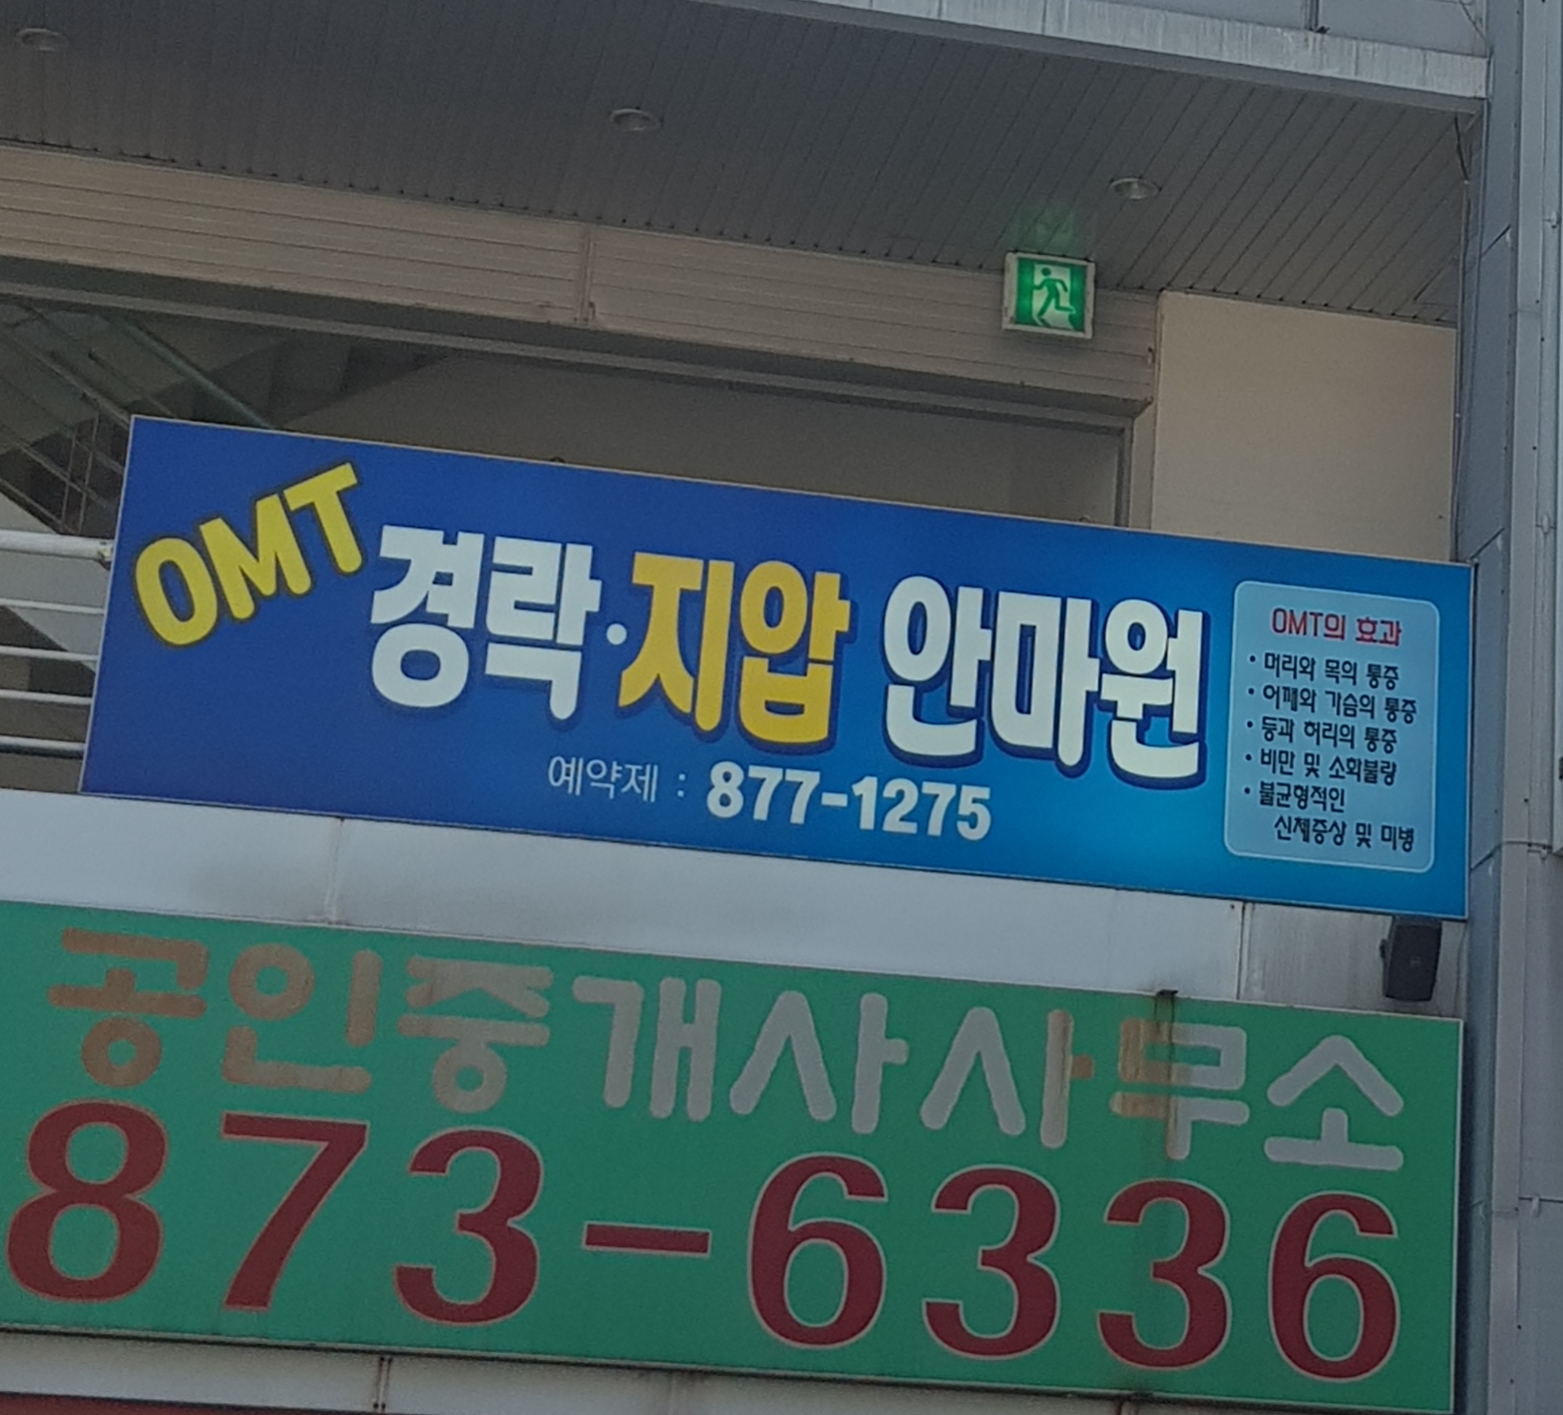 OMT 경락·지압 안마원
예약제 : 877-1275
OMT의 효과
· 머리와 목의 통증
· 어깨와 가슴의 통증
· 등과 허리의 통증
· 비만 및 소화불량
· 불균형적인
신체증상 및 미병
공인중개사사무소
873-6336